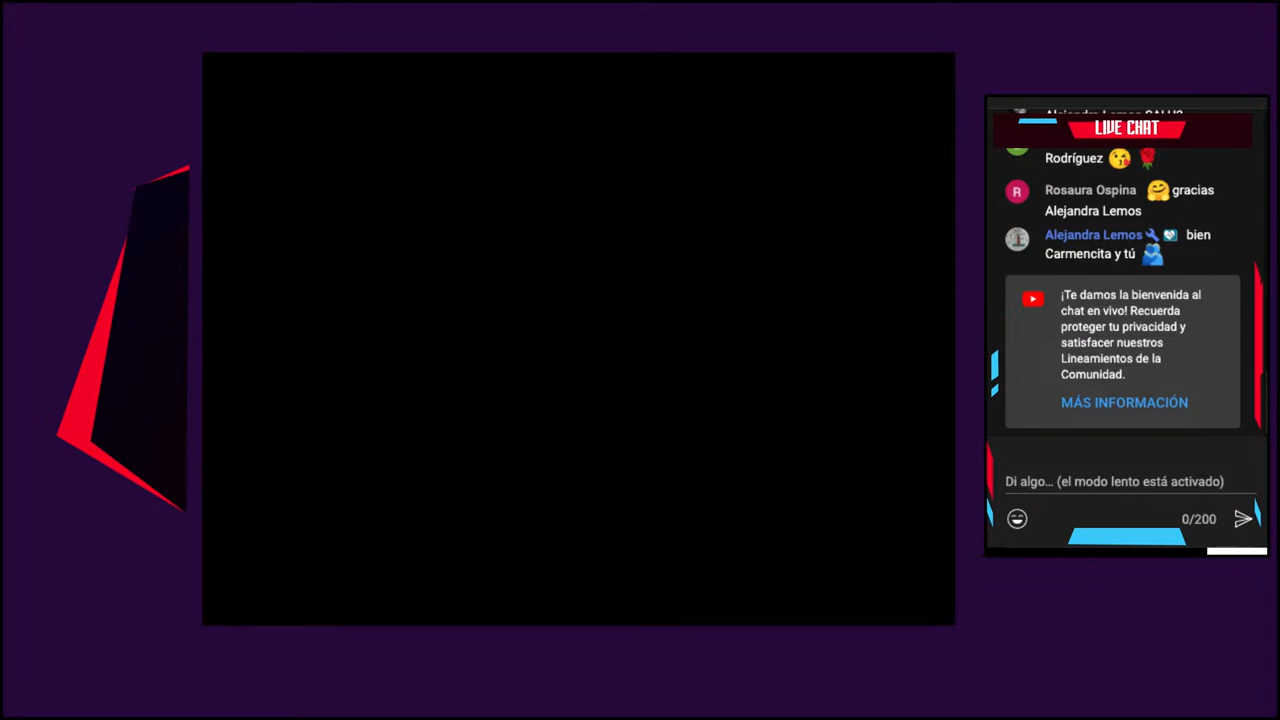 LIVE CHAT
Rodríguez
Rosaura Ospina gracias
Alejandra Lemos
Alejandra Lemos bien
Carmencita y tú
¡Te damos la bienvenida al
chat en vivo! Recuerda
proteger tu privacidad y
satisfacer nuestros
Lineamientos de la
Comunidad.
MÁS INFORMACIÓN
Di algo... (el modo lento está activado)
0/200
R